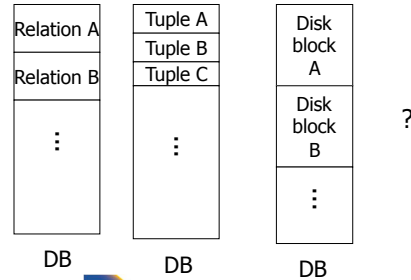 Relation A
Relation B
...
DB
Tuple A
Tuple B
Tuple C
...
DB
Disk
block
A
Disk
block
B
...
DB
?